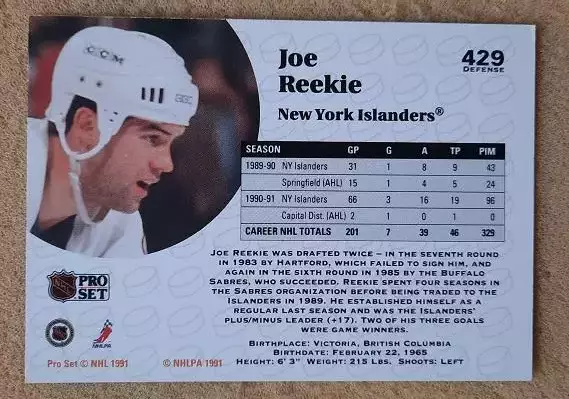 CCM
CCM
Joe
Reekie
429
DEFENSE
New York Islanders®
SEASON GP G A TP PIM
1989-90 NY Islanders 31 1 8 9 43
Springfield (AHL) 15 1 4 5 24
1990-91 NY Islanders 66 3 16 19 96
Capital Dist. (AHL) 2 1 0 1 0
CAREER NHL TOTALS 201 7 39 46 329
JOE REEKIE WAS DRAFTED TWICE – IN THE SEVENTH ROUND
IN 1983 BY HARTFORD, WHICH FAILED TO SIGN HIM, AND
AGAIN IN THE SIXTH ROUND IN 1985 BY THE BUFFALO
SABRES, WHO SUCCEEDED. REEKIE SPENT FOUR SEASONS IN
THE SABRES ORGANIZATION BEFORE BEING TRADED TO THE
ISLANDERS IN 1989. HE ESTABLISHED HIMSELF AS A
REGULAR LAST SEASON AND WAS THE ISLANDERS'
PLUS/MINUS LEADER (+17). TWO OF HIS THREE GOALS
WERE GAME WINNERS.
BIRTHPLACE: VICTORIA, BRITISH COLUMBIA
BIRTHDATE: FEBRUARY 22, 1965
HEIGHT: 6' 3" WEIGHT: 215 LBS. SHOOTS: LEFT
NHL PRO
SET
NHLPA
Pro Set © NHL 1991 © NHLPA 1991